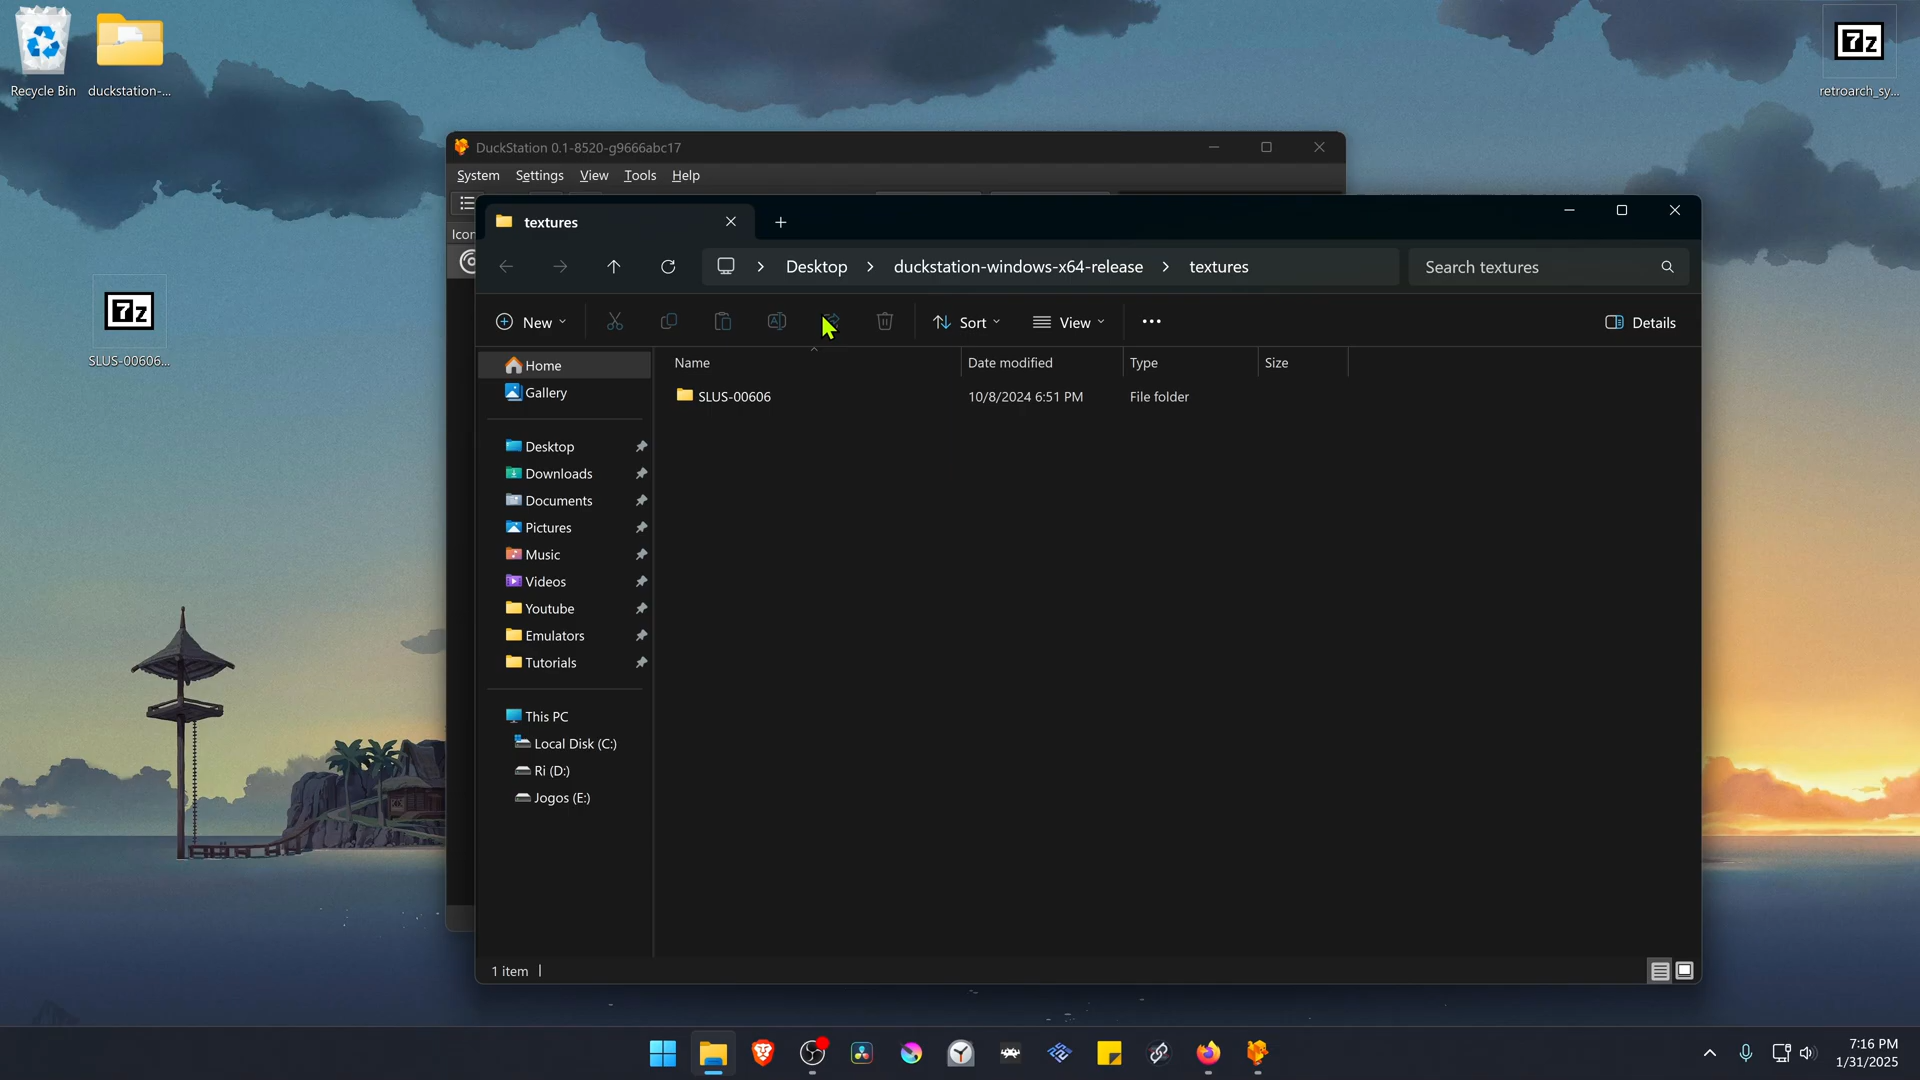 Recycle Bin
duckstation-...
retroarch_sy...
SLUS-00606...
DuckStation 0.1-8520-g9666abc17
System Settings View Tools Help
Icon
textures
Desktop > duckstation-windows-x64-release > textures
Search textures
New
Sort
View
Details
Name Date modified Type Size
SLUS-00606 10/8/2024 6:51 PM File folder
Home
Gallery
Desktop
Downloads
Documents
Pictures
Music
Videos
Youtube
Emulators
Tutorials
This PC
Local Disk (C:)
Ri (D:)
Jogos (E:)
1 item
7:16 PM
1/31/2025